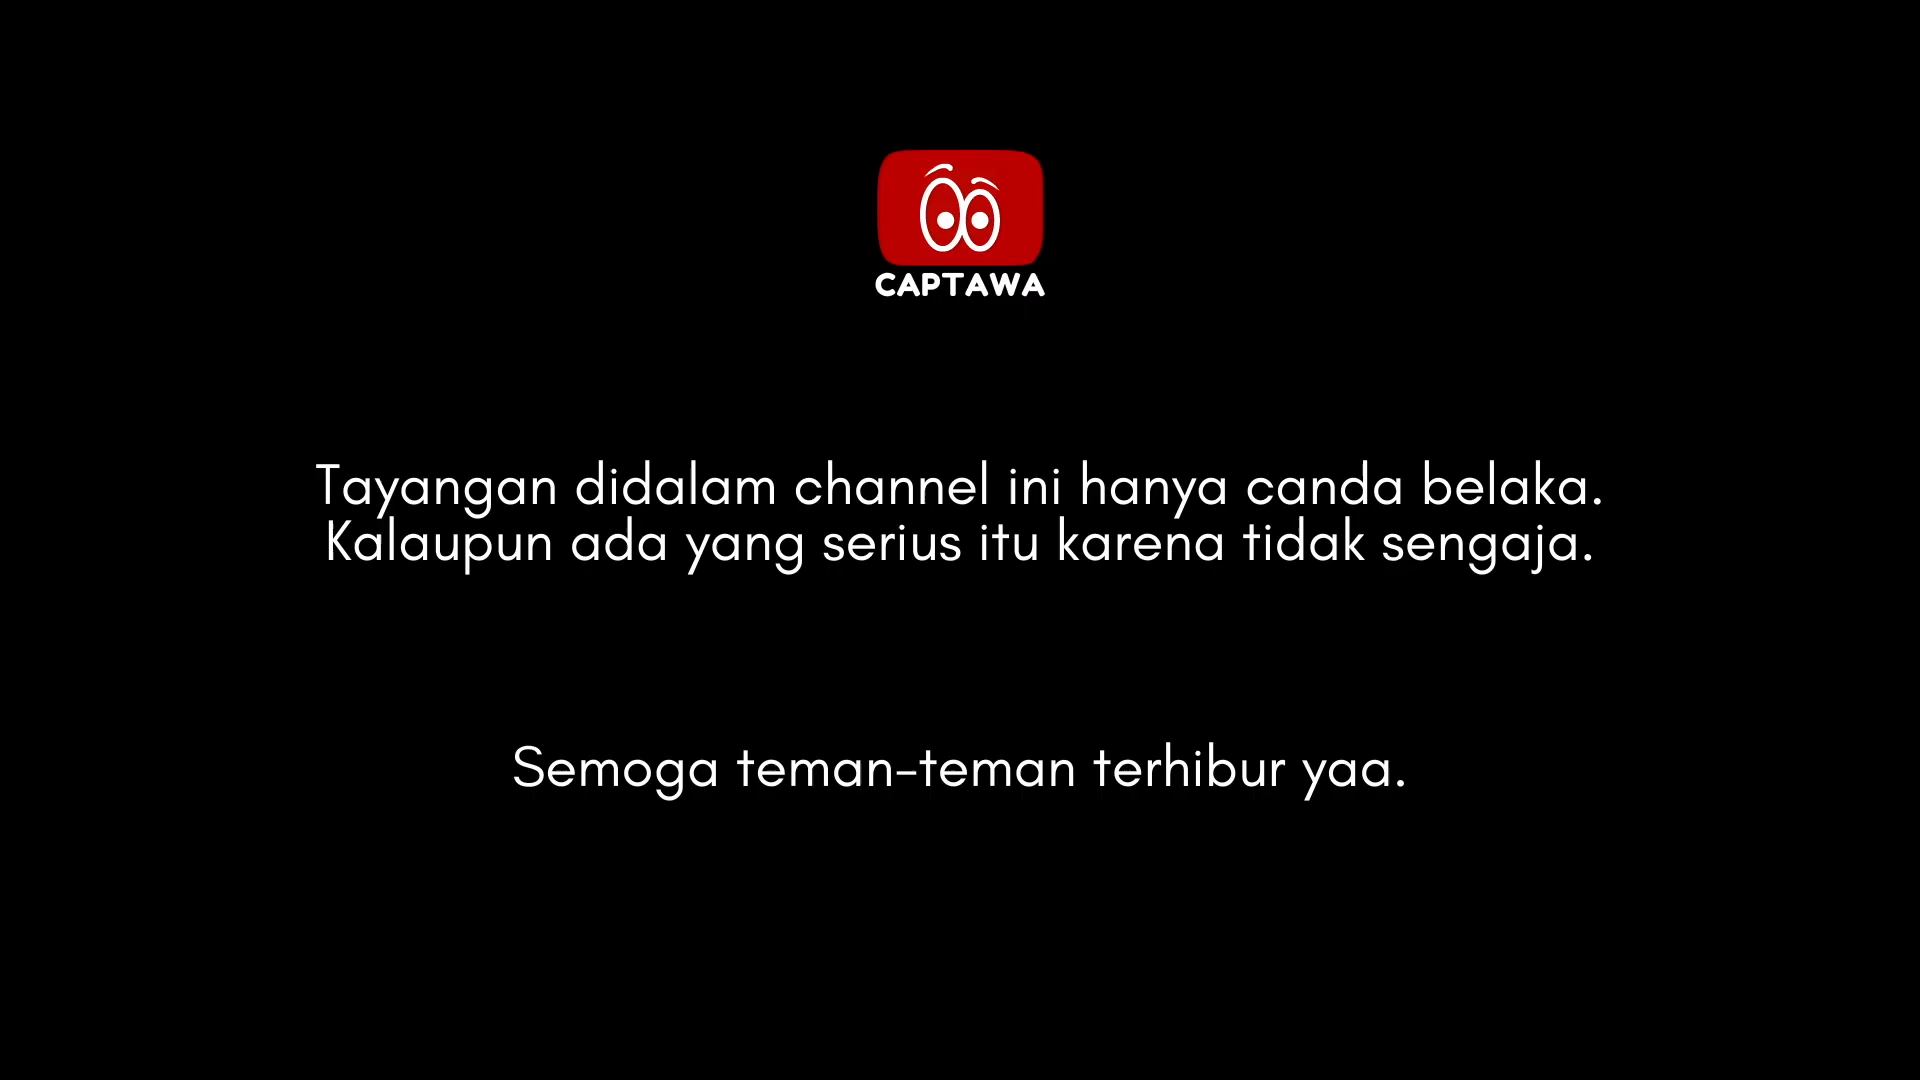 CAPTAWA
Tayangan didalam channel ini hanya canda belaka.
Kalaupun ada yang serius itu karena tidak sengaja.
Semoga teman-teman terhibur yaa.